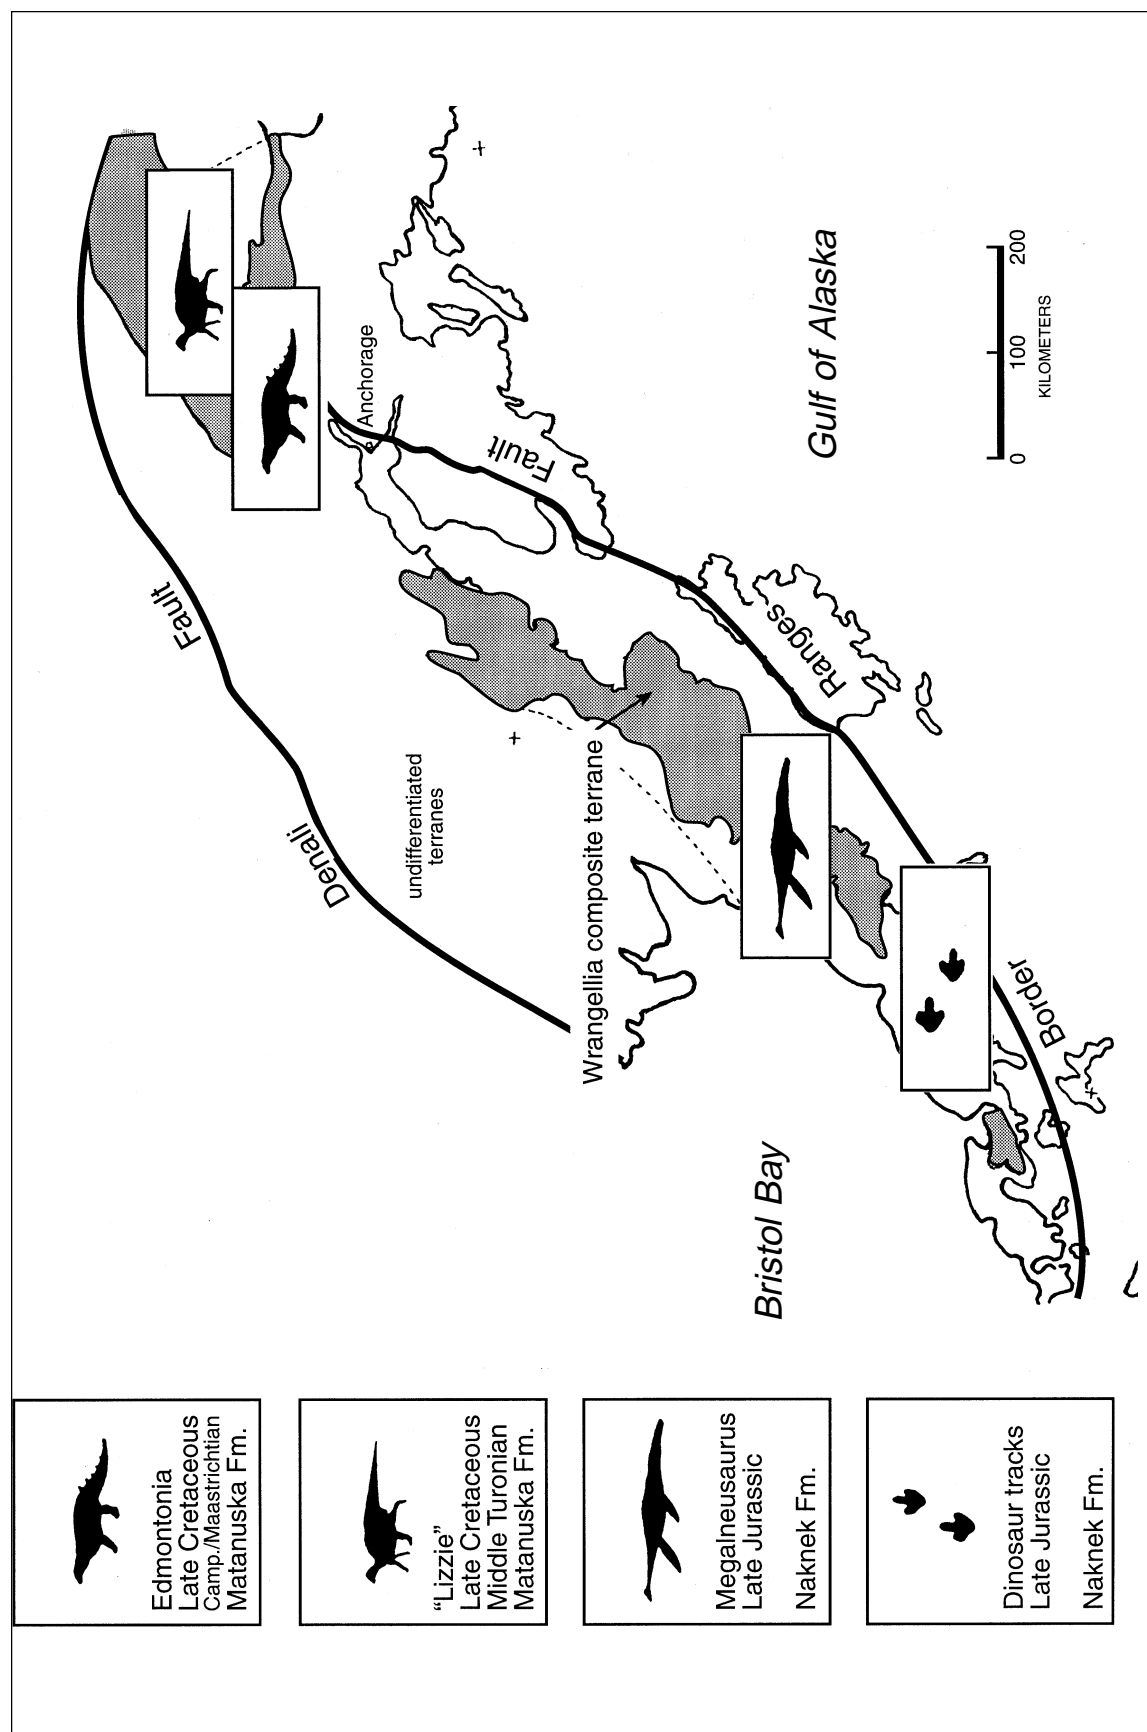 Denali
Fault
undifferentiated
terranes
Wrangellia composite terrane
Anchorage
Border
Ranges
Fault
Bristol Bay
Gulf of Alaska
0
100
200
KILOMETERS
Edmontonia
Late Cretaceous
Camp./Maastrichtian
Matanuska Fm.
“Lizzie”
Late Cretaceous
Middle Turonian
Matanuska Fm.
Megalneusaurus
Late Jurassic
Naknek Fm.
Dinosaur tracks
Late Jurassic
Naknek Fm.